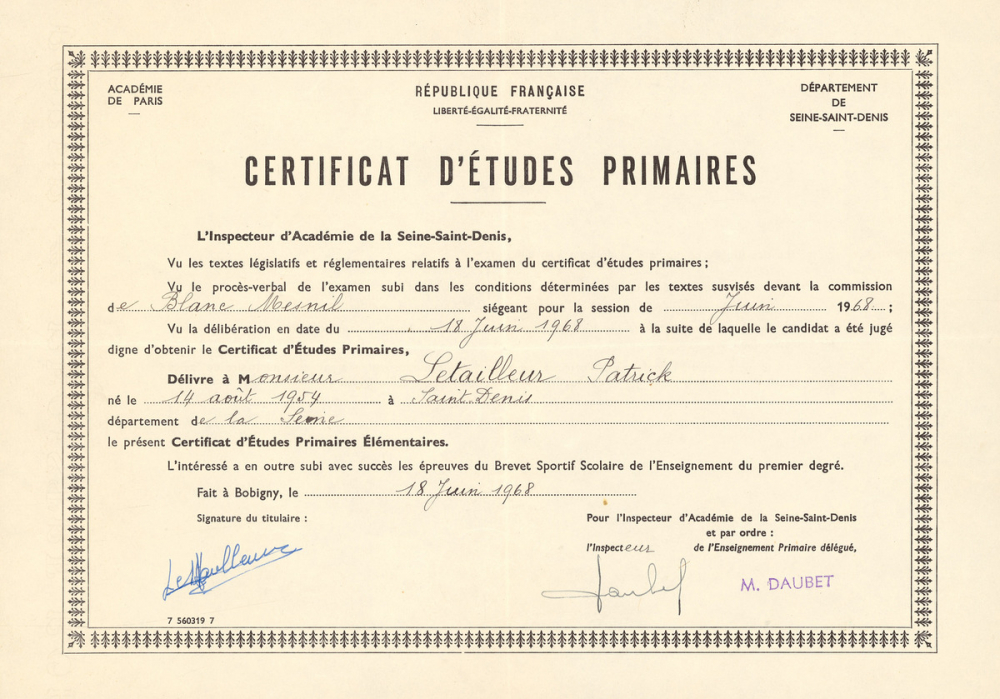 ACADÉMIE
DE PARIS
RÉPUBLIQUE FRANÇAISE
LIBERTÉ-ÉGALITÉ-FRATERNITÉ
DÉPARTEMENT
DE
SEINE-SAINT-DENIS
CERTIFICAT D'ÉTUDES PRIMAIRES
L'Inspecteur d'Académie de la Seine-Saint-Denis,
Vu les textes législatifs et réglementaires relatifs à l'examen du certificat d'études primaires ;
Vu le procès-verbal de l'examen subi dans les conditions déterminées par les textes susvisés devant la commission
de Blanc Mesnil siégeant pour la session de Juin 1968 ;
Vu la délibération en date du 18 Juin 1968 à la suite de laquelle le candidat a été jugé
digne d'obtenir le Certificat d'Études Primaires,
Délivre à Monsieur Letailleur Patrick
né le 14 août 1954 à Saint-Denis
département de la Seine
le présent Certificat d'Études Primaires Élémentaires.
L'intéressé a en outre subi avec succès les épreuves du Brevet Sportif Scolaire de l'Enseignement du premier degré.
Fait à Bobigny, le 18 Juin 1968
Signature du titulaire :
Pour l'Inspecteur d'Académie de la Seine-Saint-Denis
et par ordre :
l'Inspecteur de l'Enseignement Primaire délégué,
Letailleur
Daubet
M. DAUBET
7 560319 7